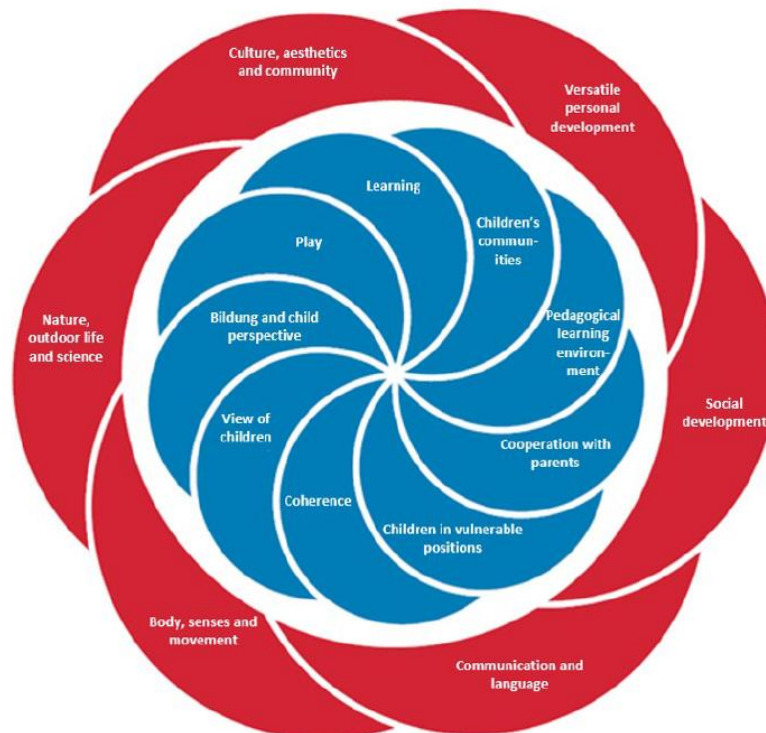 Culture, aesthetics
and community
Versatile
personal
development
Learning
Children's
commun-
ities
Play
Nature,
outdoor life
and science
Bildung and child
perspective
Pedagogical
learning
environ-
ment
Social
development
View of
children
Cooperation with
parents
Coherence
Children in vulnerable
positions
Body, senses and
movement
Communication and
language